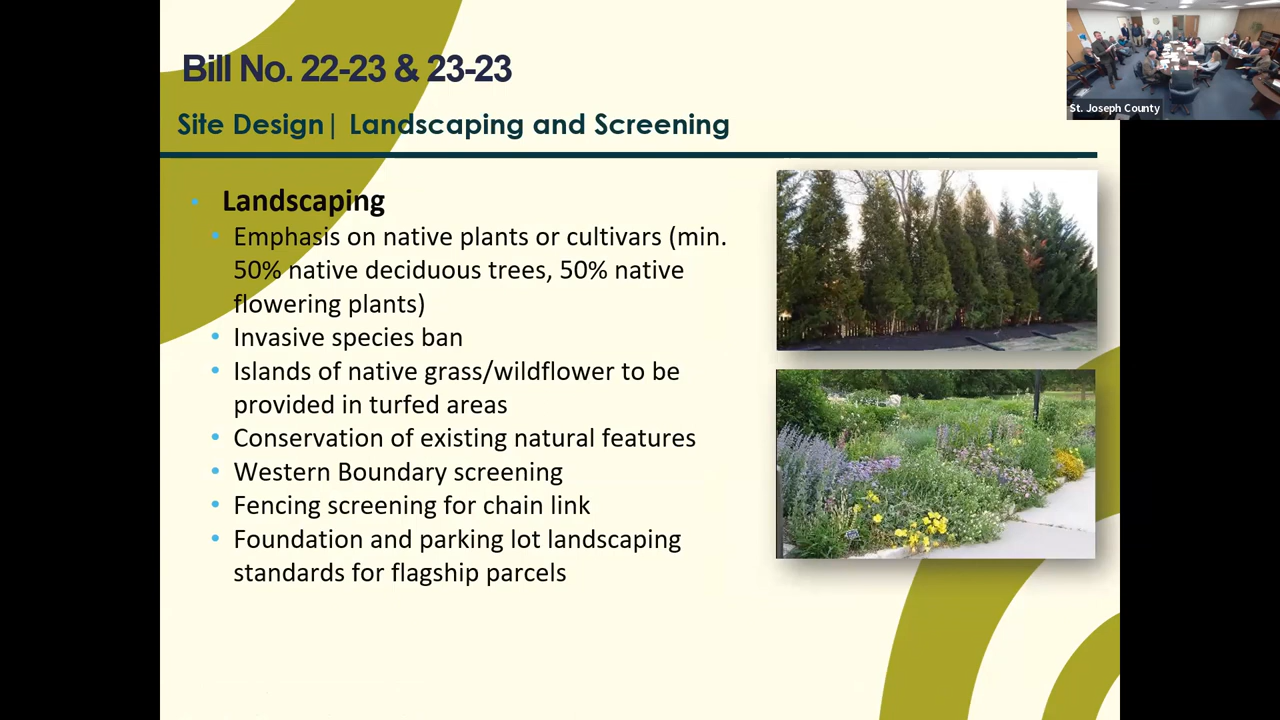 Bill No. 22-23 & 23-23
St. Joseph County
Site Design| Landscaping and Screening
• Landscaping
• Emphasis on native plants or cultivars (min.
50% native deciduous trees, 50% native
flowering plants)
• Invasive species ban
• Islands of native grass/wildflower to be
provided in turfed areas
• Conservation of existing natural features
• Western Boundary screening
• Fencing screening for chain link
• Foundation and parking lot landscaping
standards for flagship parcels